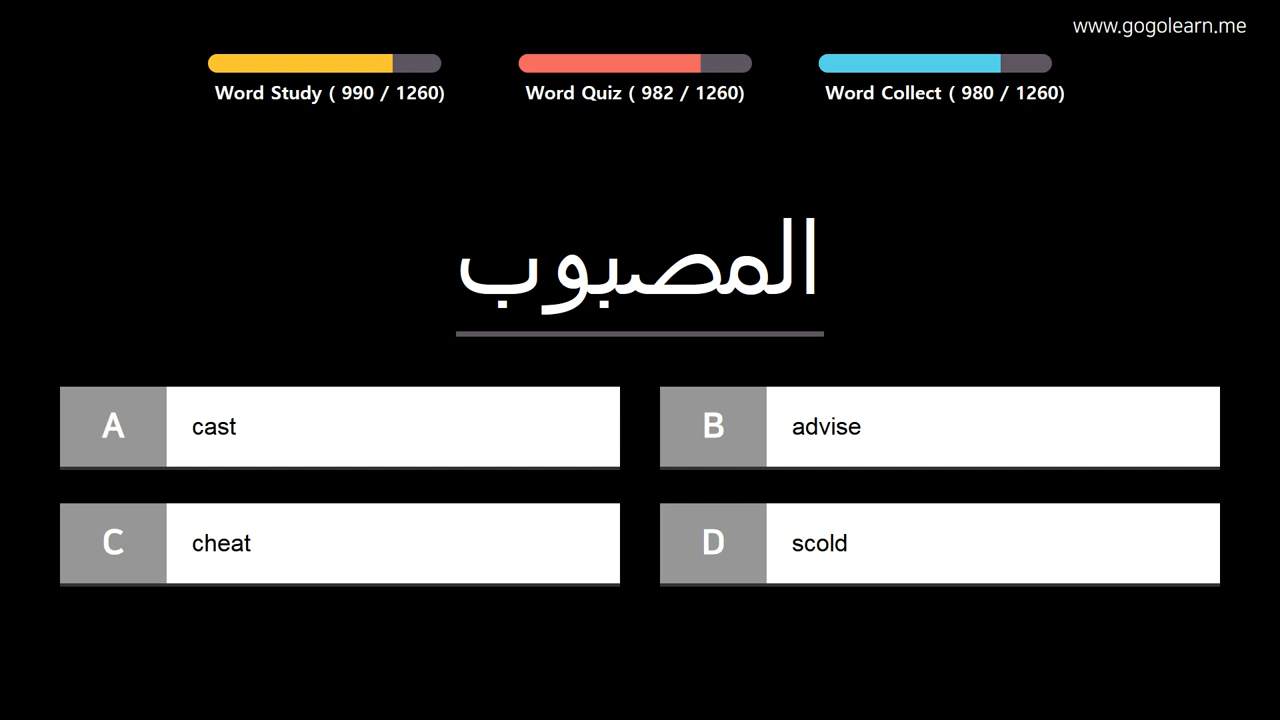 www.gogolearn.me
Word Study ( 990 / 1260)
Word Quiz ( 982 / 1260)
Word Collect ( 980 / 1260)
المصبوب
A cast
B advise
C cheat
D scold